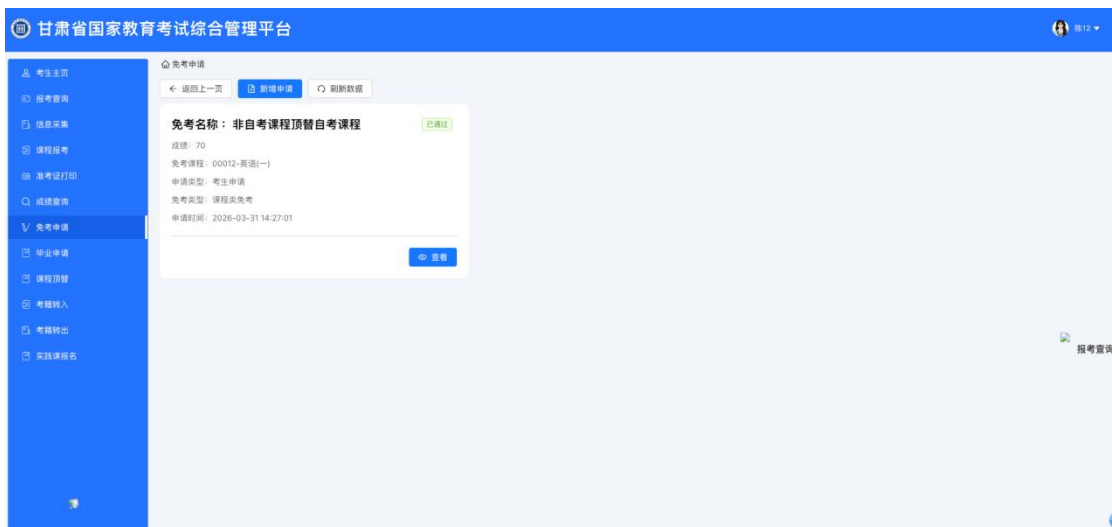 甘肃省国家教育考试综合管理平台
陈12
考生主页
报考查询
信息采集
课程报考
准考证打印
成绩查询
免考申请
毕业申请
课程顶替
考籍转入
考籍转出
实践课报名
免考申请
返回上一页 新增申请 刷新数据
免考名称: 非自考课程顶替自考课程 已通过
成绩: 70
免考课程: 00012-英语(一)
申请类型: 考生申请
免考类型: 课程类免考
申请时间: 2026-03-31 14:27:01
查看
报考查询